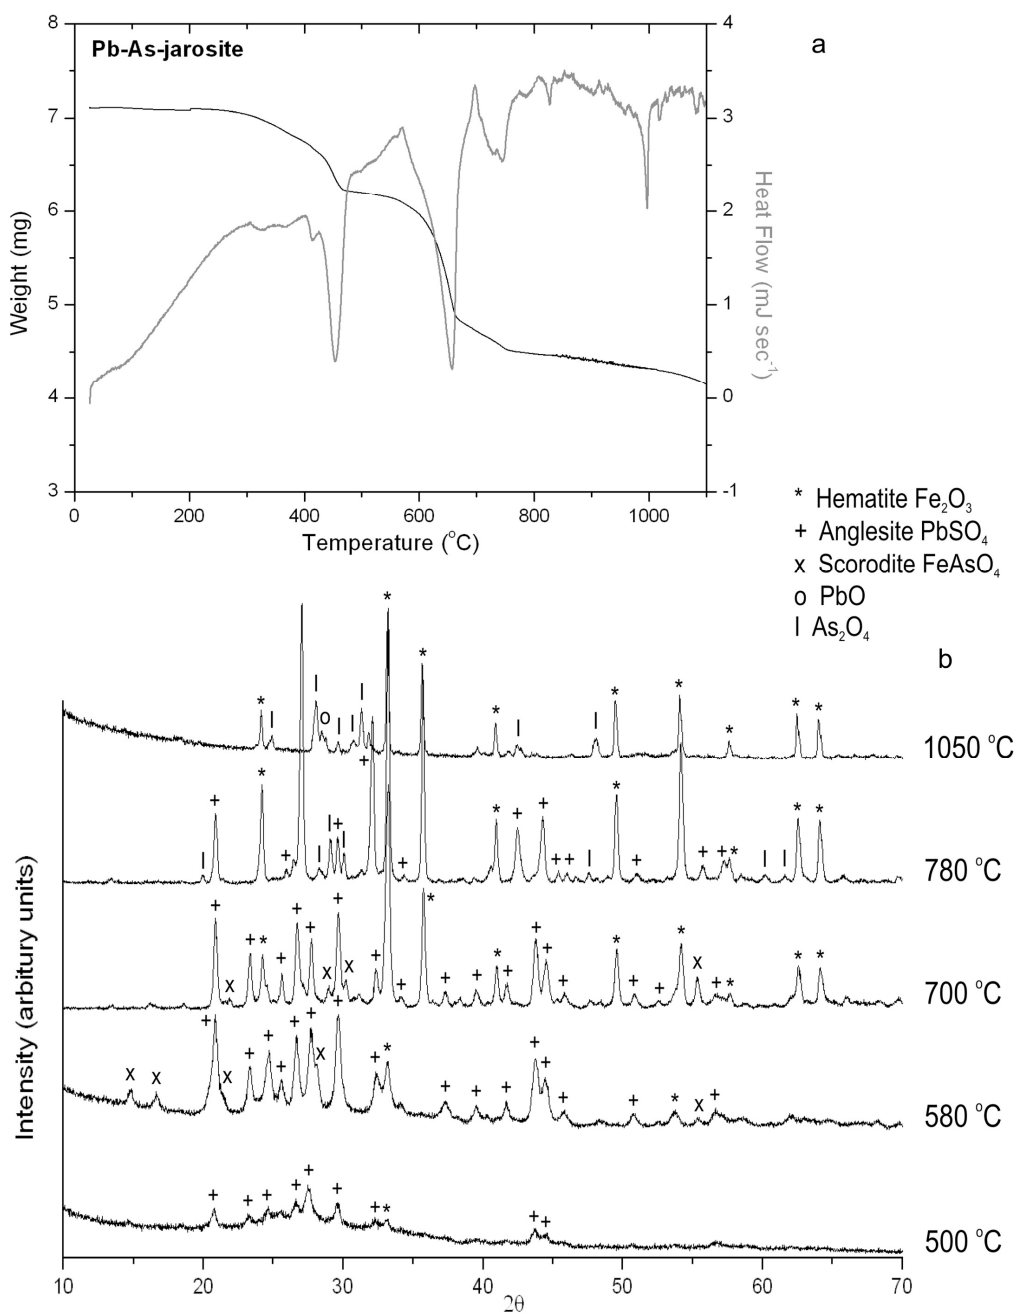 Pb-As-jarosite
a
8
7
6
5
4
3
Weight (mg)
4
3
2
1
0
-1
Heat Flow (mJ sec⁻¹)
0 200 400 600 800 1000
Temperature (°C)
* Hematite Fe₂O₃
+ Anglesite PbSO₄
x Scorodite FeAsO₄
o PbO
| As₂O₄
b
1050 °C
780 °C
700 °C
580 °C
500 °C
Intensity (arbitury units)
10 20 30 40 50 60 70
2θ